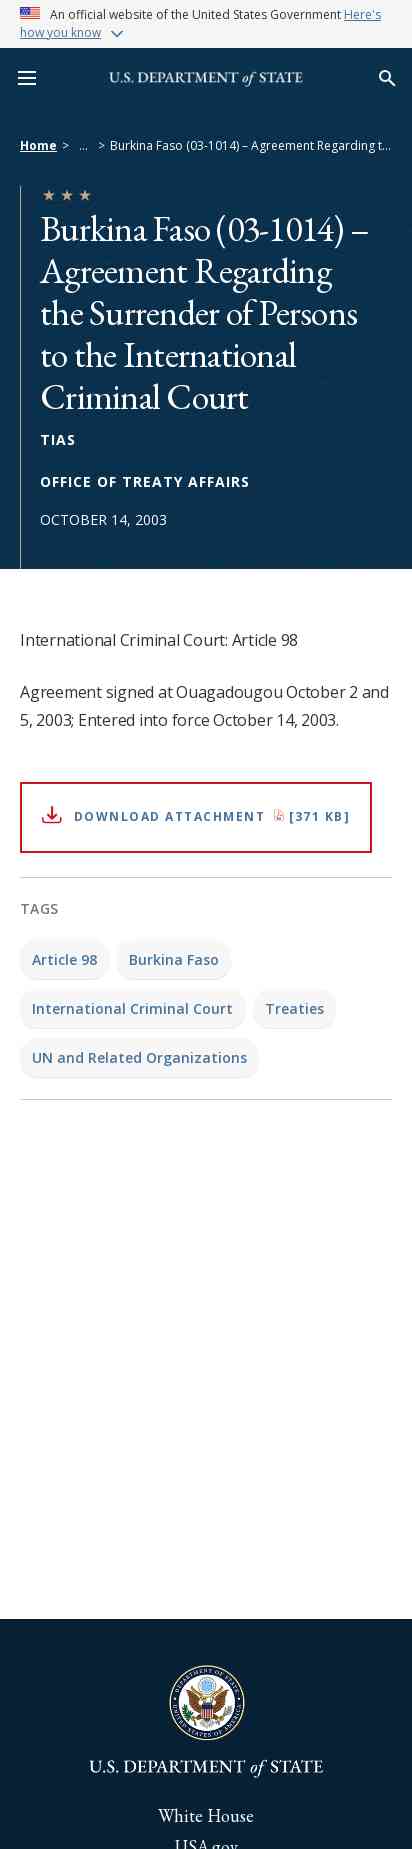 An official website of the United States Government Here's
how you know
U.S. DEPARTMENT of STATE
Home > ... > Burkina Faso (03-1014) – Agreement Regarding t...
Burkina Faso (03-1014) –
Agreement Regarding
the Surrender of Persons
to the International
Criminal Court
TIAS
OFFICE OF TREATY AFFAIRS
OCTOBER 14, 2003
International Criminal Court: Article 98
Agreement signed at Ouagadougou October 2 and
5, 2003; Entered into force October 14, 2003.
DOWNLOAD ATTACHMENT [371 KB]
TAGS
Article 98 Burkina Faso
International Criminal Court Treaties
UN and Related Organizations
DEPARTMENT OF STATE
UNITED STATES OF AMERICA
U.S. DEPARTMENT of STATE
White House
USA.gov